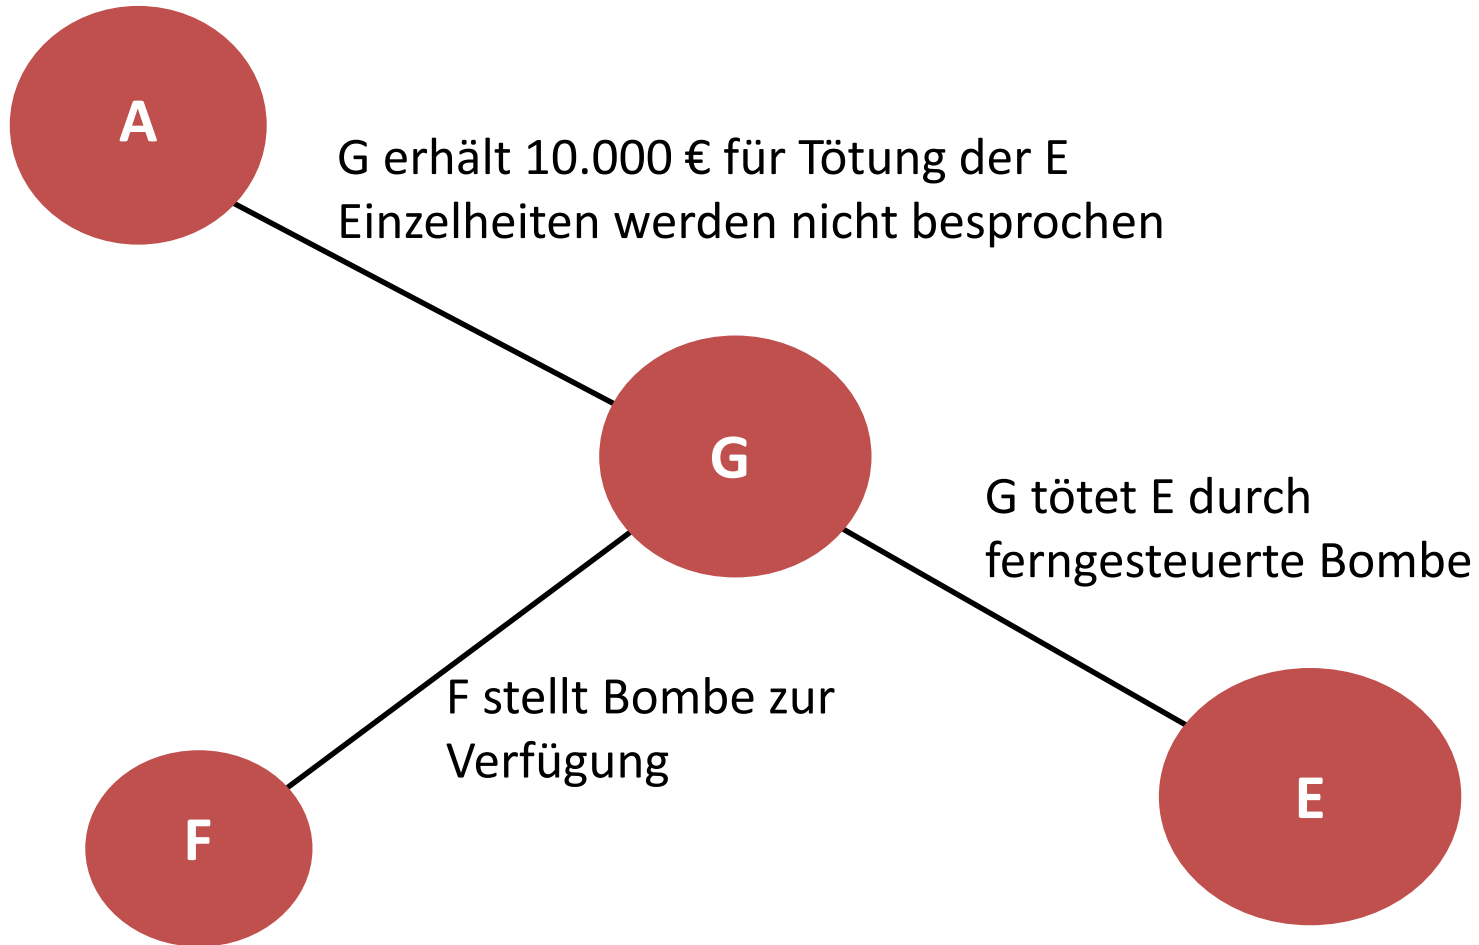 A
G erhält 10.000 € für Tötung der E
Einzelheiten werden nicht besprochen
G
G tötet E durch
ferngesteuerte Bombe
F stellt Bombe zur
Verfügung
F
E